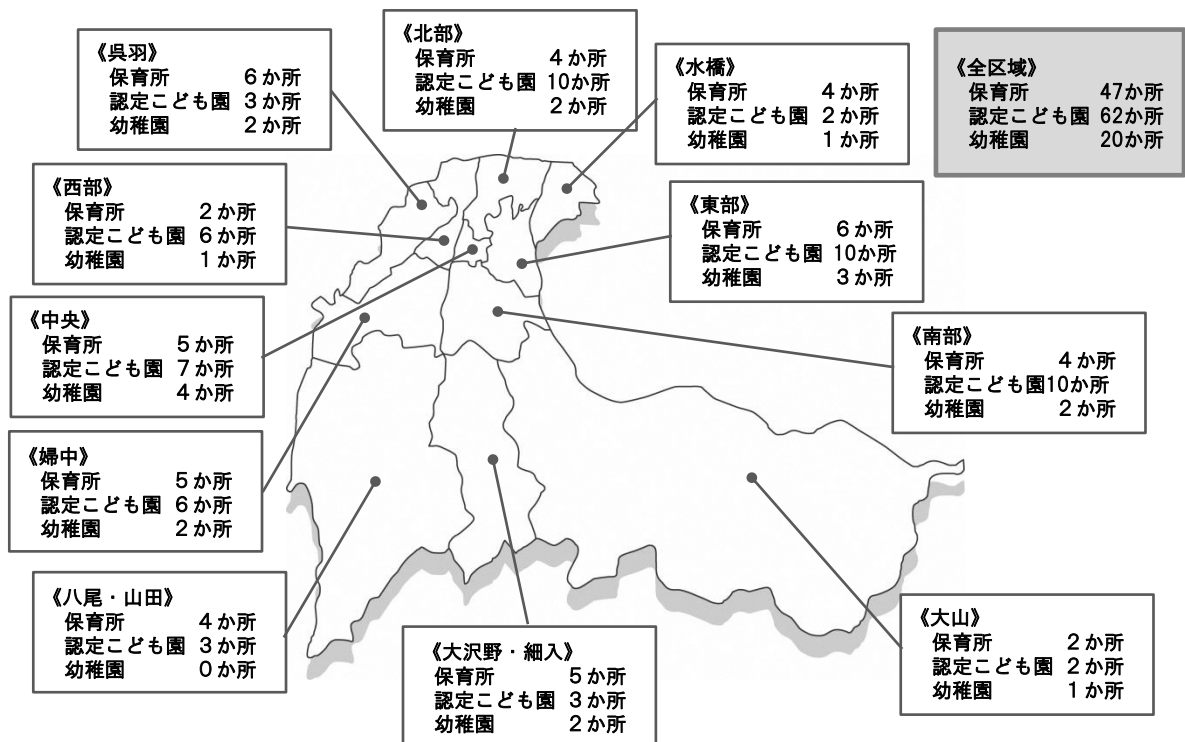 《呉羽》
保育所 6か所
認定こども園 3か所
幼稚園 2か所
《北部》
保育所 4か所
認定こども園 10か所
幼稚園 2か所
《水橋》
保育所 4か所
認定こども園 2か所
幼稚園 1か所
《全区域》
保育所 47か所
認定こども園 62か所
幼稚園 20か所
《西部》
保育所 2か所
認定こども園 6か所
幼稚園 1か所
《東部》
保育所 6か所
認定こども園 10か所
幼稚園 3か所
《中央》
保育所 5か所
認定こども園 7か所
幼稚園 4か所
《南部》
保育所 4か所
認定こども園10か所
幼稚園 2か所
《婦中》
保育所 5か所
認定こども園 6か所
幼稚園 2か所
《八尾・山田》
保育所 4か所
認定こども園 3か所
幼稚園 0か所
《大沢野・細入》
保育所 5か所
認定こども園 3か所
幼稚園 2か所
《大山》
保育所 2か所
認定こども園 2か所
幼稚園 1か所